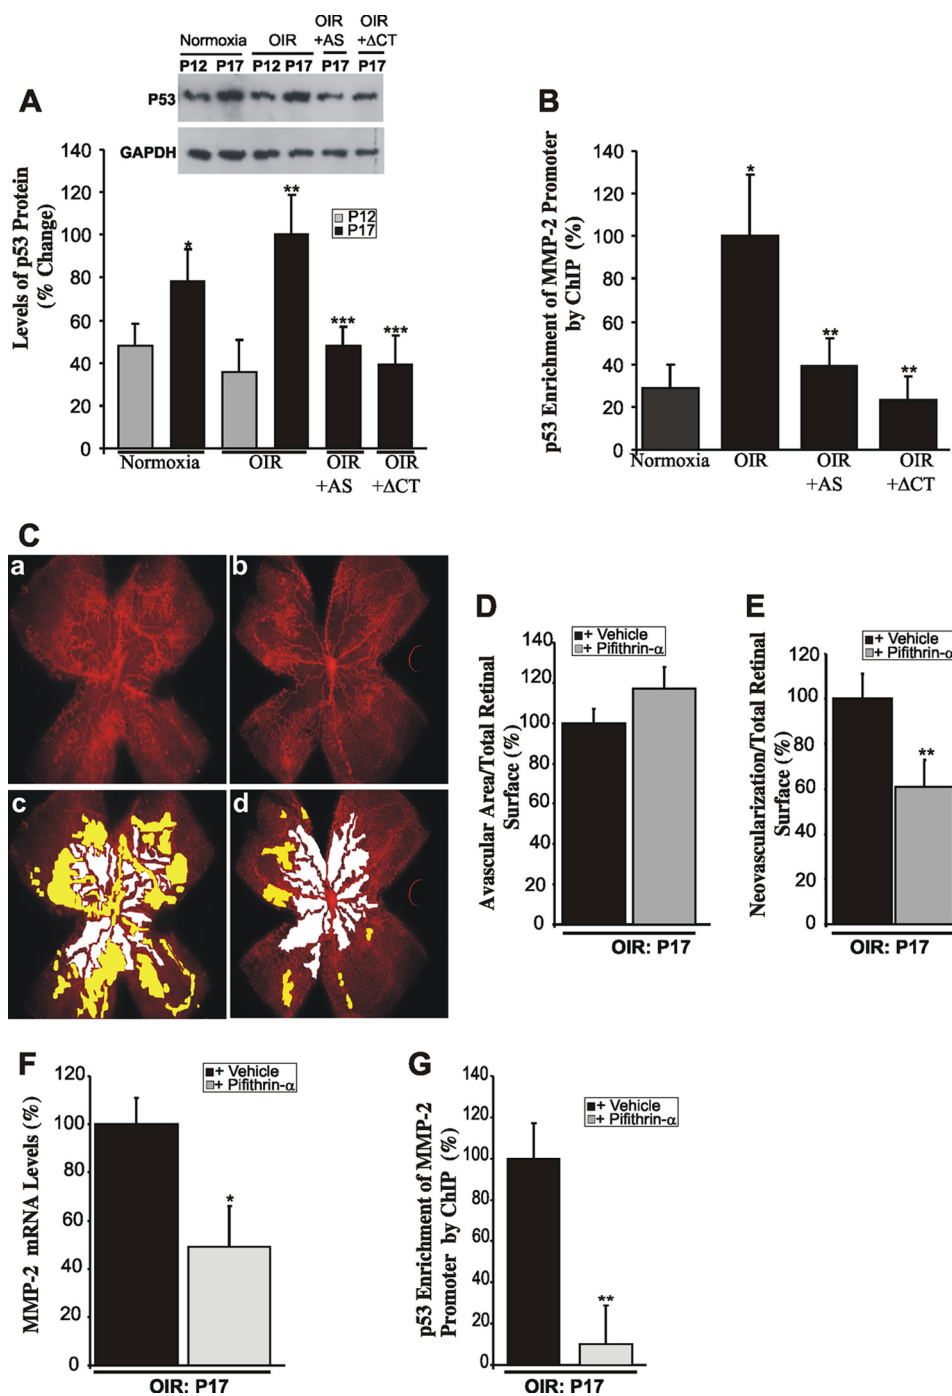 OIR OIR
Normoxia OIR +AS +ΔCT
P12 P17 P12 P17 P17 P17
A
P53
GAPDH
Levels of p53 Protein
(% Change)
140
120
100
80
60
40
20
0
P12
P17
*
**
***
***
Normoxia OIR OIR OIR
+AS +ΔCT
B
p53 Enrichment of MMP-2 Promoter
by ChIP (%)
140
120
100
80
60
40
20
0
*
**
**
Normoxia OIR OIR OIR
+AS +ΔCT
C
a
b
c
d
D
Avascular Area/Total Retinal
Surface (%)
140
120
100
80
60
40
20
0
+ Vehicle
+ Pifithrin-α
OIR: P17
E
Neovascularization/Total Retinal
Surface (%)
120
100
80
60
40
20
0
+ Vehicle
+ Pifithrin-α
**
OIR: P17
F
MMP-2 mRNA Levels (%)
120
100
80
60
40
20
0
+ Vehicle
+ Pifithrin-α
*
OIR: P17
G
p53 Enrichment of MMP-2
Promoter by ChIP (%)
140
120
100
80
60
40
20
0
+ Vehicle
+ Pifithrin-α
**
OIR: P17